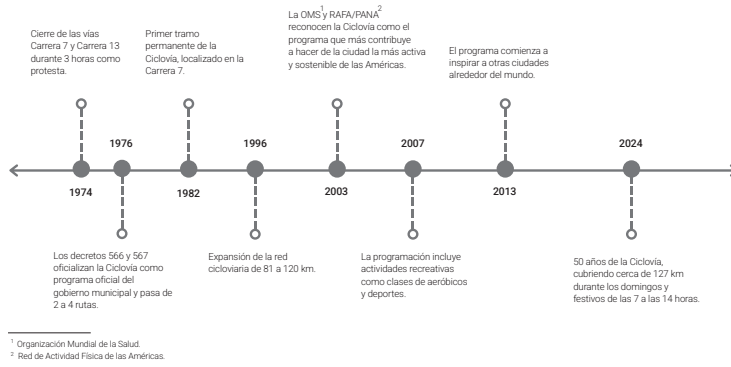 Cierre de las vías
Carrera 7 y Carrera 13
durante 3 horas como
protesta.
1974
1976
Los decretos 566 y 567
oficializan la Ciclovía como
programa oficial del
gobierno municipal y pasa de
2 a 4 rutas.
Primer tramo
permanente de la
Ciclovía, localizado en la
Carrera 7.
1982
1996
Expansión de la red
cicloviaria de 81 a 120 km.
La OMS¹ y RAFA/PANA²
reconocen la Ciclovía como el
programa que más contribuye
a hacer de la ciudad la más activa
y sostenible de las Américas.
2003
2007
La programación incluye
actividades recreativas
como clases de aeróbicos
y deportes.
El programa comienza a
inspirar a otras ciudades
alrededor del mundo.
2013
2024
50 años de la Ciclovía,
cubriendo cerca de 127 km
durante los domingos y
festivos de las 7 a las 14 horas.
¹ Organización Mundial de la Salud.
² Red de Actividad Física de las Américas.